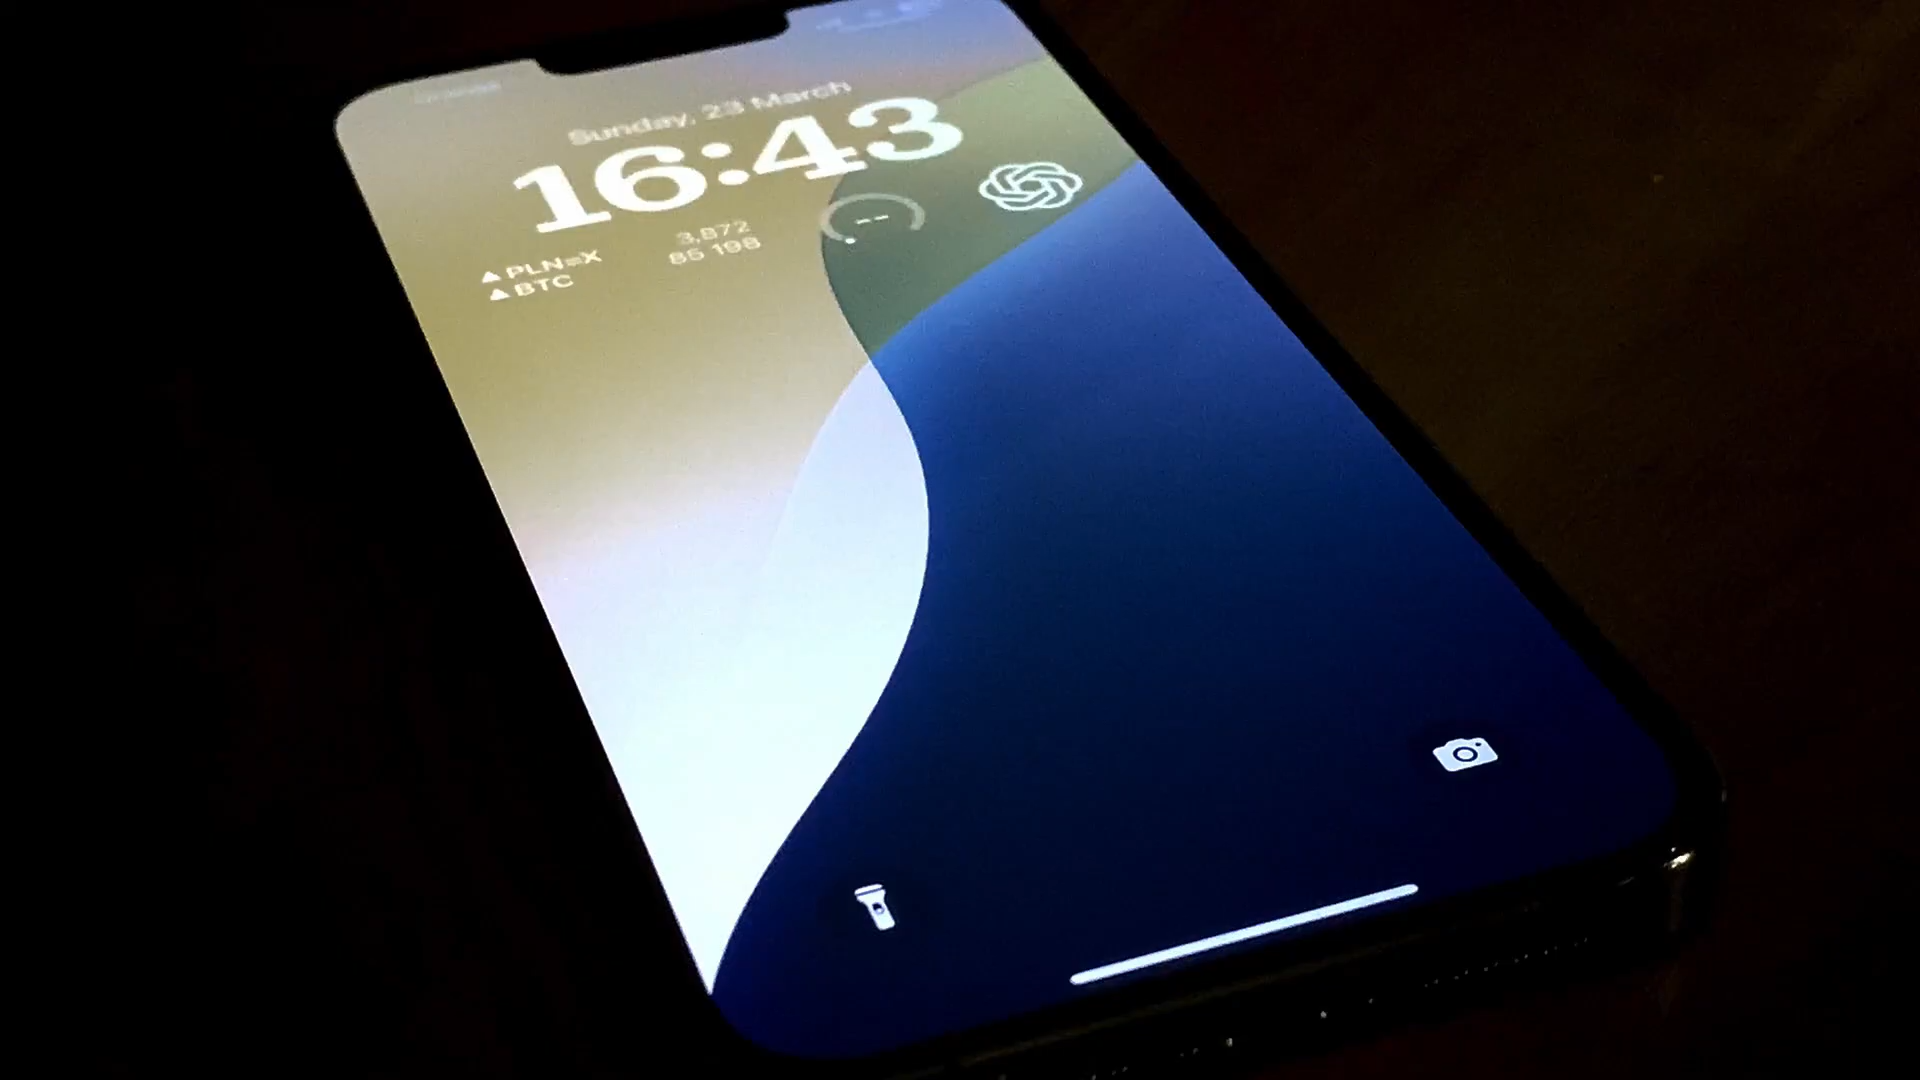 Sunday, 23 March
16:43
▲ PLN=X 3,872
▲ BTC 85 198
--